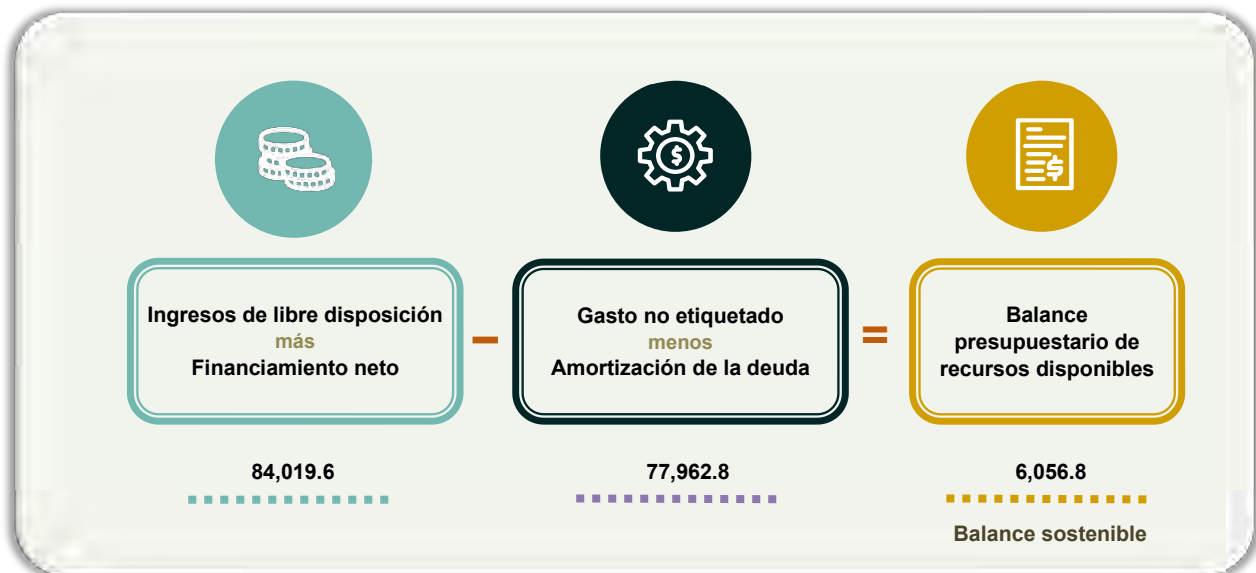 Ingresos de libre disposición
más
Financiamiento neto
–
Gasto no etiquetado
menos
Amortización de la deuda
=
Balance
presupuestario de
recursos disponibles
84,019.6
77,962.8
6,056.8
Balance sostenible